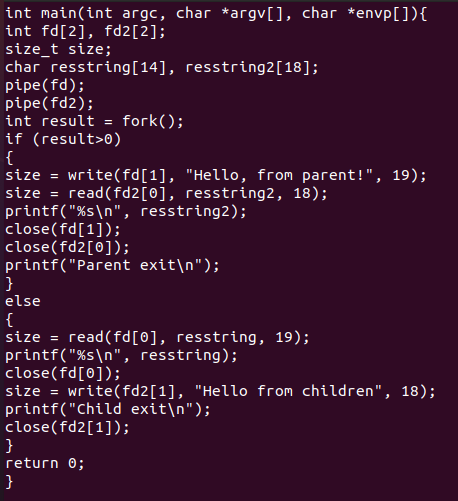 int main(int argc, char *argv[], char *envp[]){
int fd[2], fd2[2];
size_t size;
char resstring[14], resstring2[18];
pipe(fd);
pipe(fd2);
int result = fork();
if (result>0)
{
size = write(fd[1], "Hello, from parent!", 19);
size = read(fd2[0], resstring2, 18);
printf("%s\n", resstring2);
close(fd[1]);
close(fd2[0]);
printf("Parent exit\n");
}
else
{
size = read(fd[0], resstring, 19);
printf("%s\n", resstring);
close(fd[0]);
size = write(fd2[1], "Hello from children", 18);
printf("Child exit\n");
close(fd2[1]);
}
return 0;
}